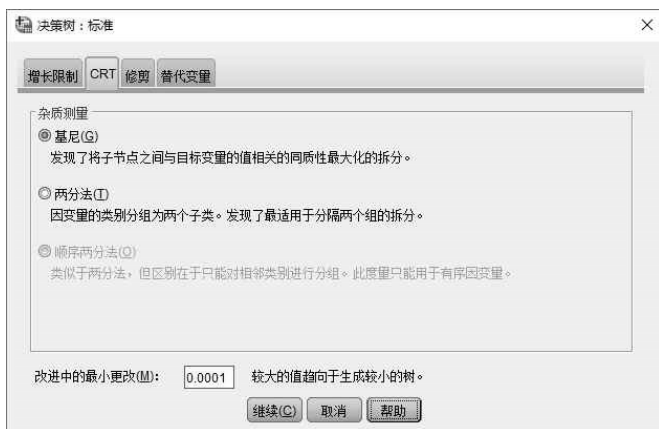 决策树：标准
增长限制 CRT 修剪 替代变量
杂质测量
基尼(G)
发现了将子节点之间与目标变量的值相关的同质性最大化的拆分。
两分法(T)
因变量的类别分组为两个子类。发现了最适用于分隔两个组的拆分。
顺序两分法(O)
类似于两分法，但区别在于只能对相邻类别进行分组。此度量只能用于有序因变量。
改进中的最小更改(M)： 0.0001 较大的值趋向于生成较小的树。
继续(C) 取消 帮助